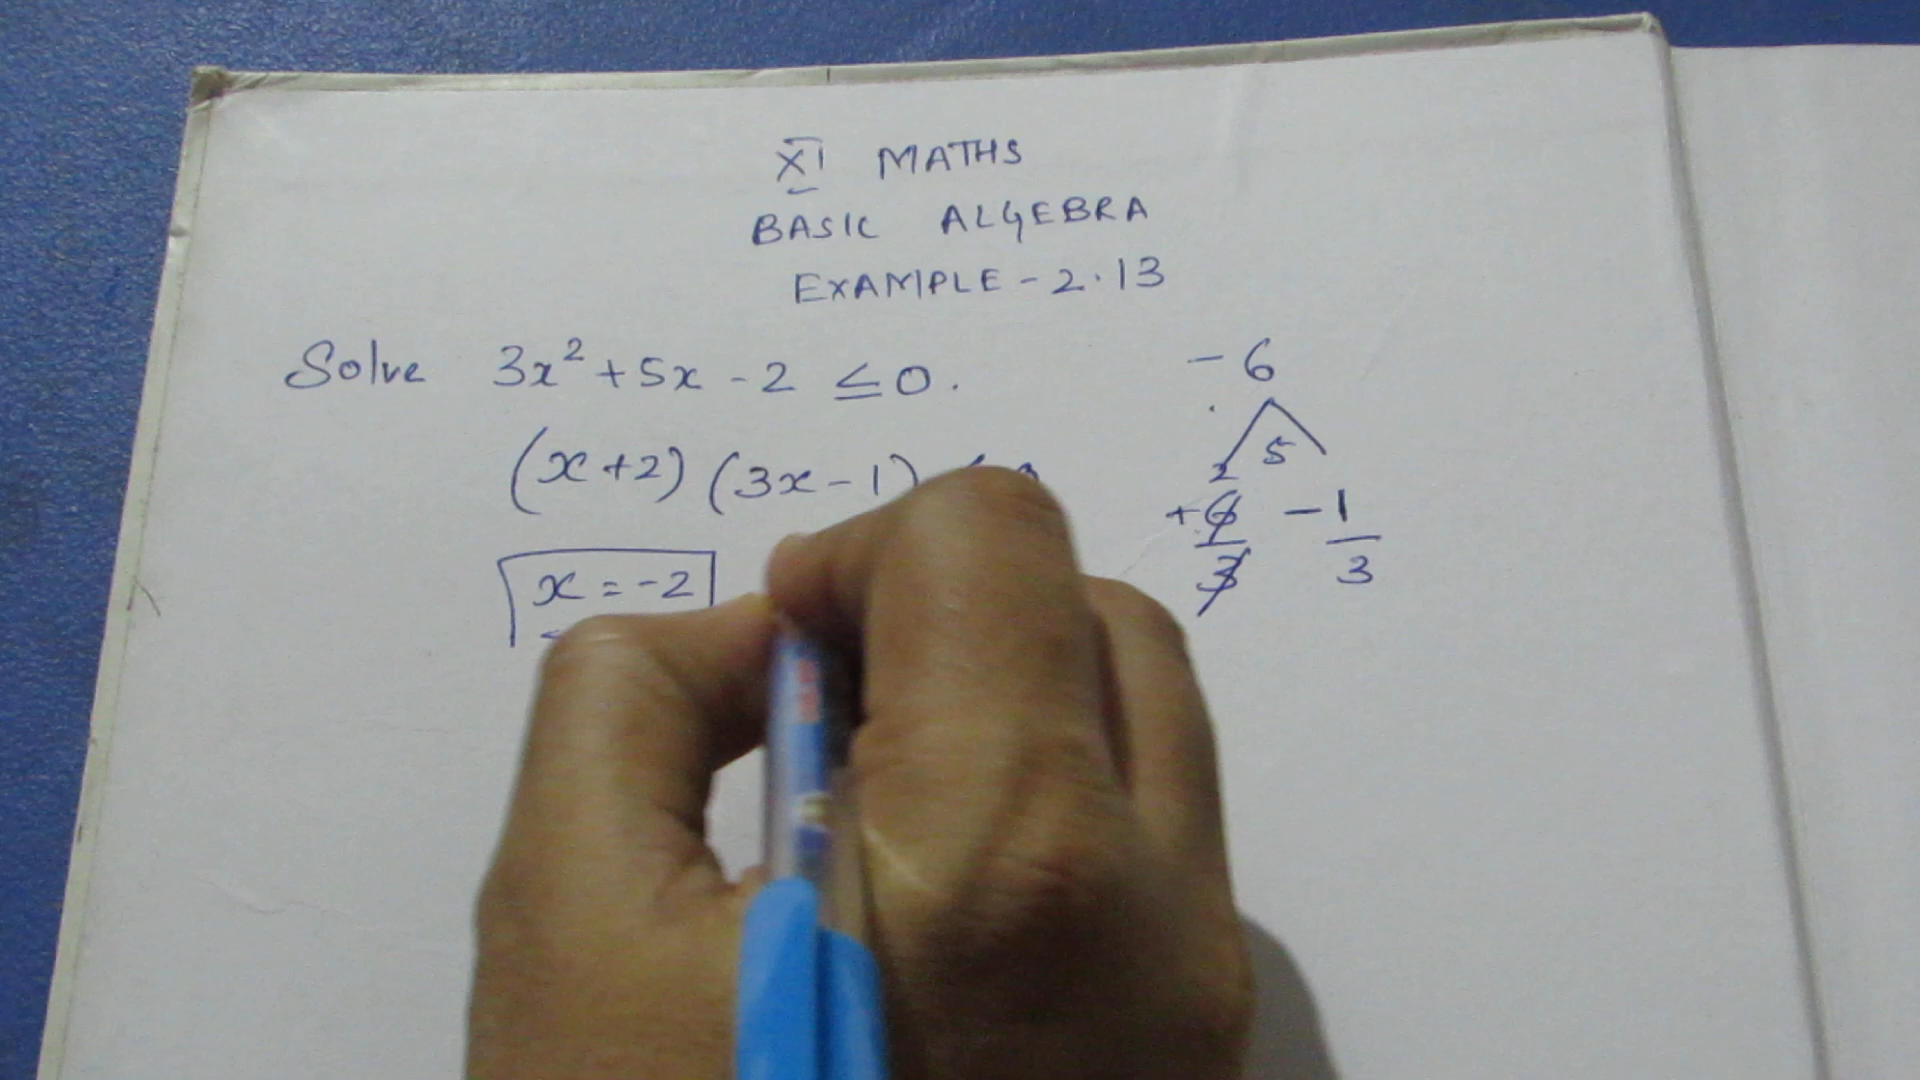 XI MATHS
BASIC ALGEBRA
EXAMPLE - 2.13
Solve 3x² + 5x - 2 ≤ 0.
(x+2) (3x-1)
x = -2
- 6
5
2
+6 -1
3 3